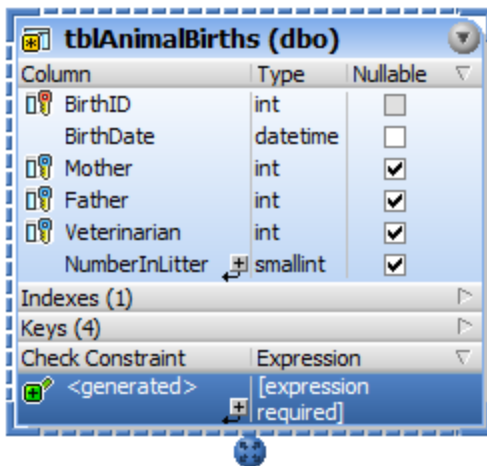 tblAnimalBirths (dbo)
Column Type Nullable
BirthID int
BirthDate datetime
Mother int
Father int
Veterinarian int
NumberInLitter smallint
Indexes (1)
Keys (4)
Check Constraint Expression
<generated> [expression
required]